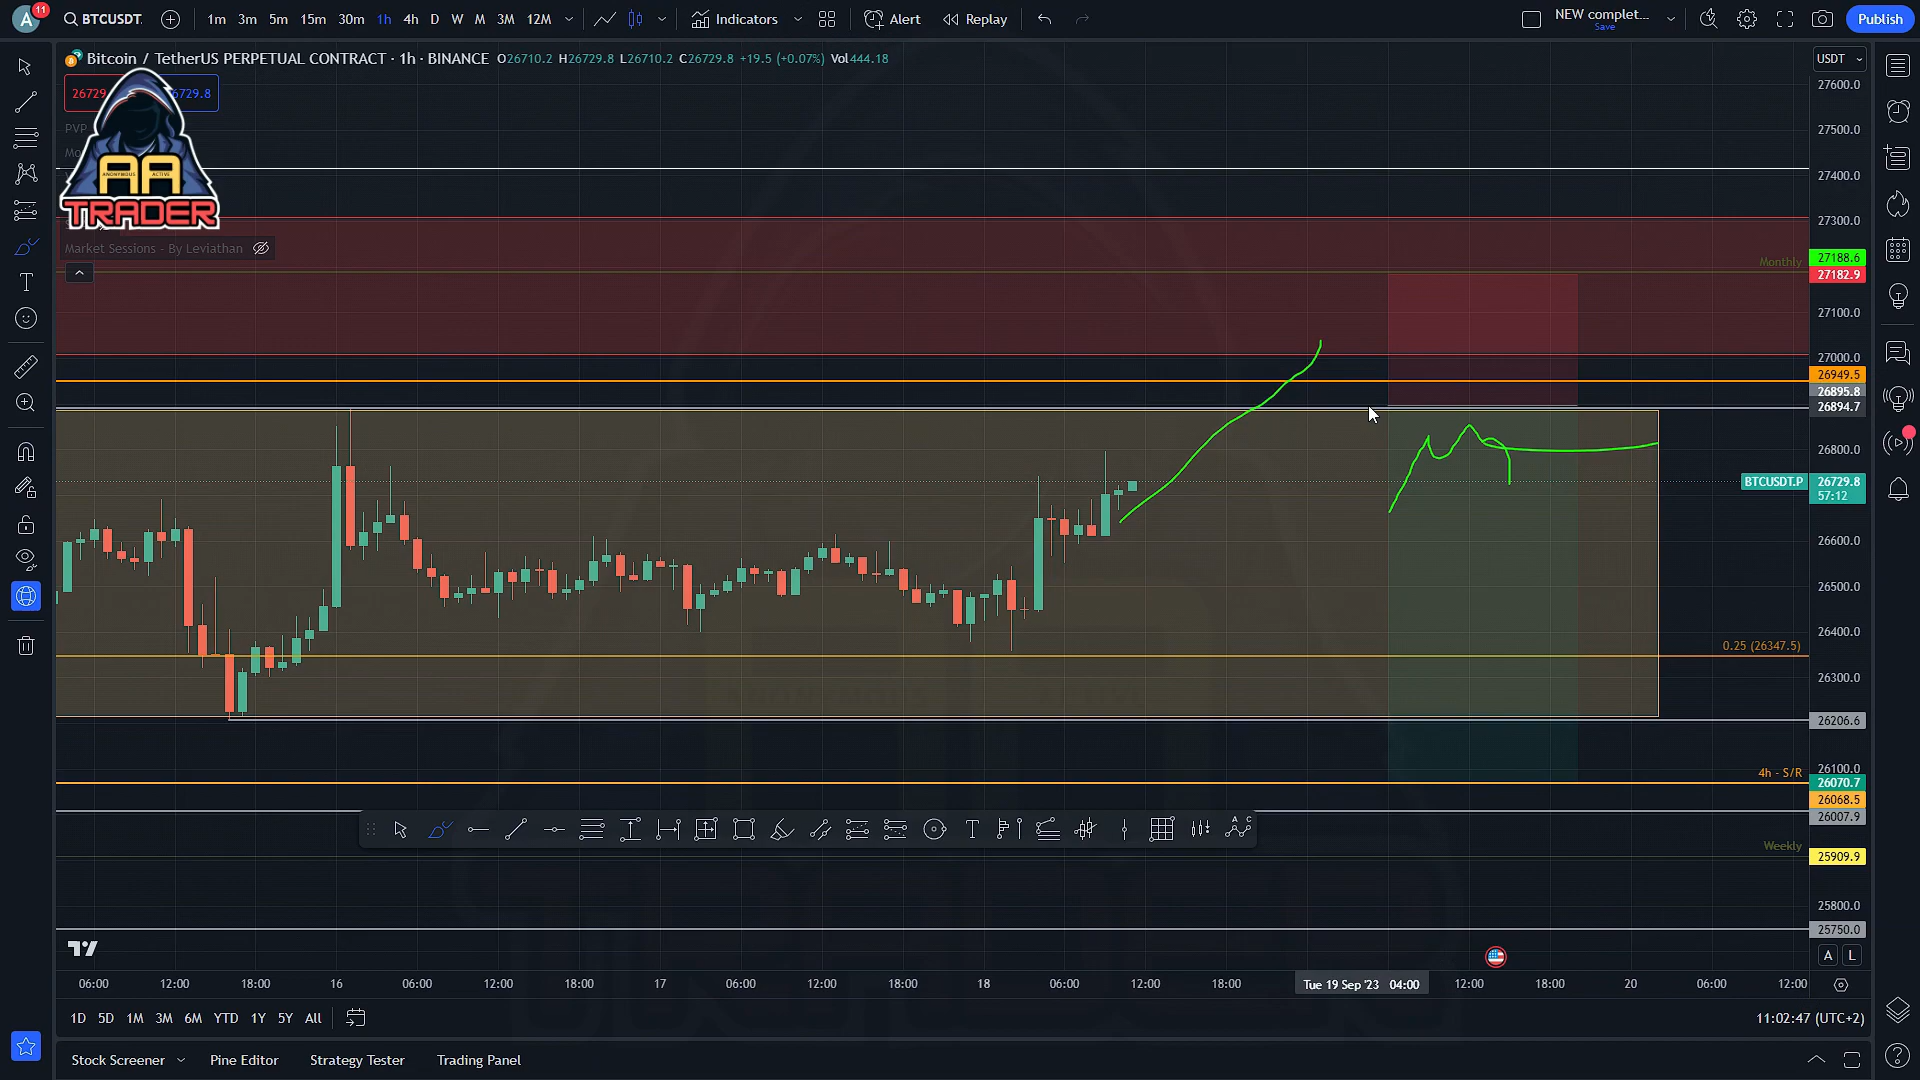 A 11 BTCUSDT. 1m 3m 5m 15m 30m 1h 4h D W M 3M 12M Indicators Alert Replay NEW complet... Save Publish
Bitcoin / TetherUS PERPETUAL CONTRACT · 1h · BINANCE O26710.2 H26729.8 L26710.2 C26729.8 +19.5 (+0.07%) Vol444.18
USDT
26729 729.8
PVP
Mo
AA
ANONYMOUS ACTIVE
TRADER
Market Sessions - By Leviathan
27600.0
27500.0
27400.0
27300.0
Monthly 27188.6
27182.9
27100.0
27000.0
26949.5
26895.8
26894.7
26800.0
BTCUSDT.P 26729.8
57:12
26600.0
26500.0
26400.0
0.25 (26347.5)
26300.0
26206.6
26100.0
4h - S/R 26070.7
26068.5
26007.9
Weekly 25909.9
25800.0
25750.0
A L
06:00 12:00 18:00 16 06:00 12:00 18:00 17 06:00 12:00 18:00 18 06:00 12:00 18:00 Tue 19 Sep '23 04:00 12:00 18:00 20 06:00 12:00
1D 5D 1M 3M 6M YTD 1Y 5Y All 11:02:47 (UTC+2)
Stock Screener Pine Editor Strategy Tester Trading Panel